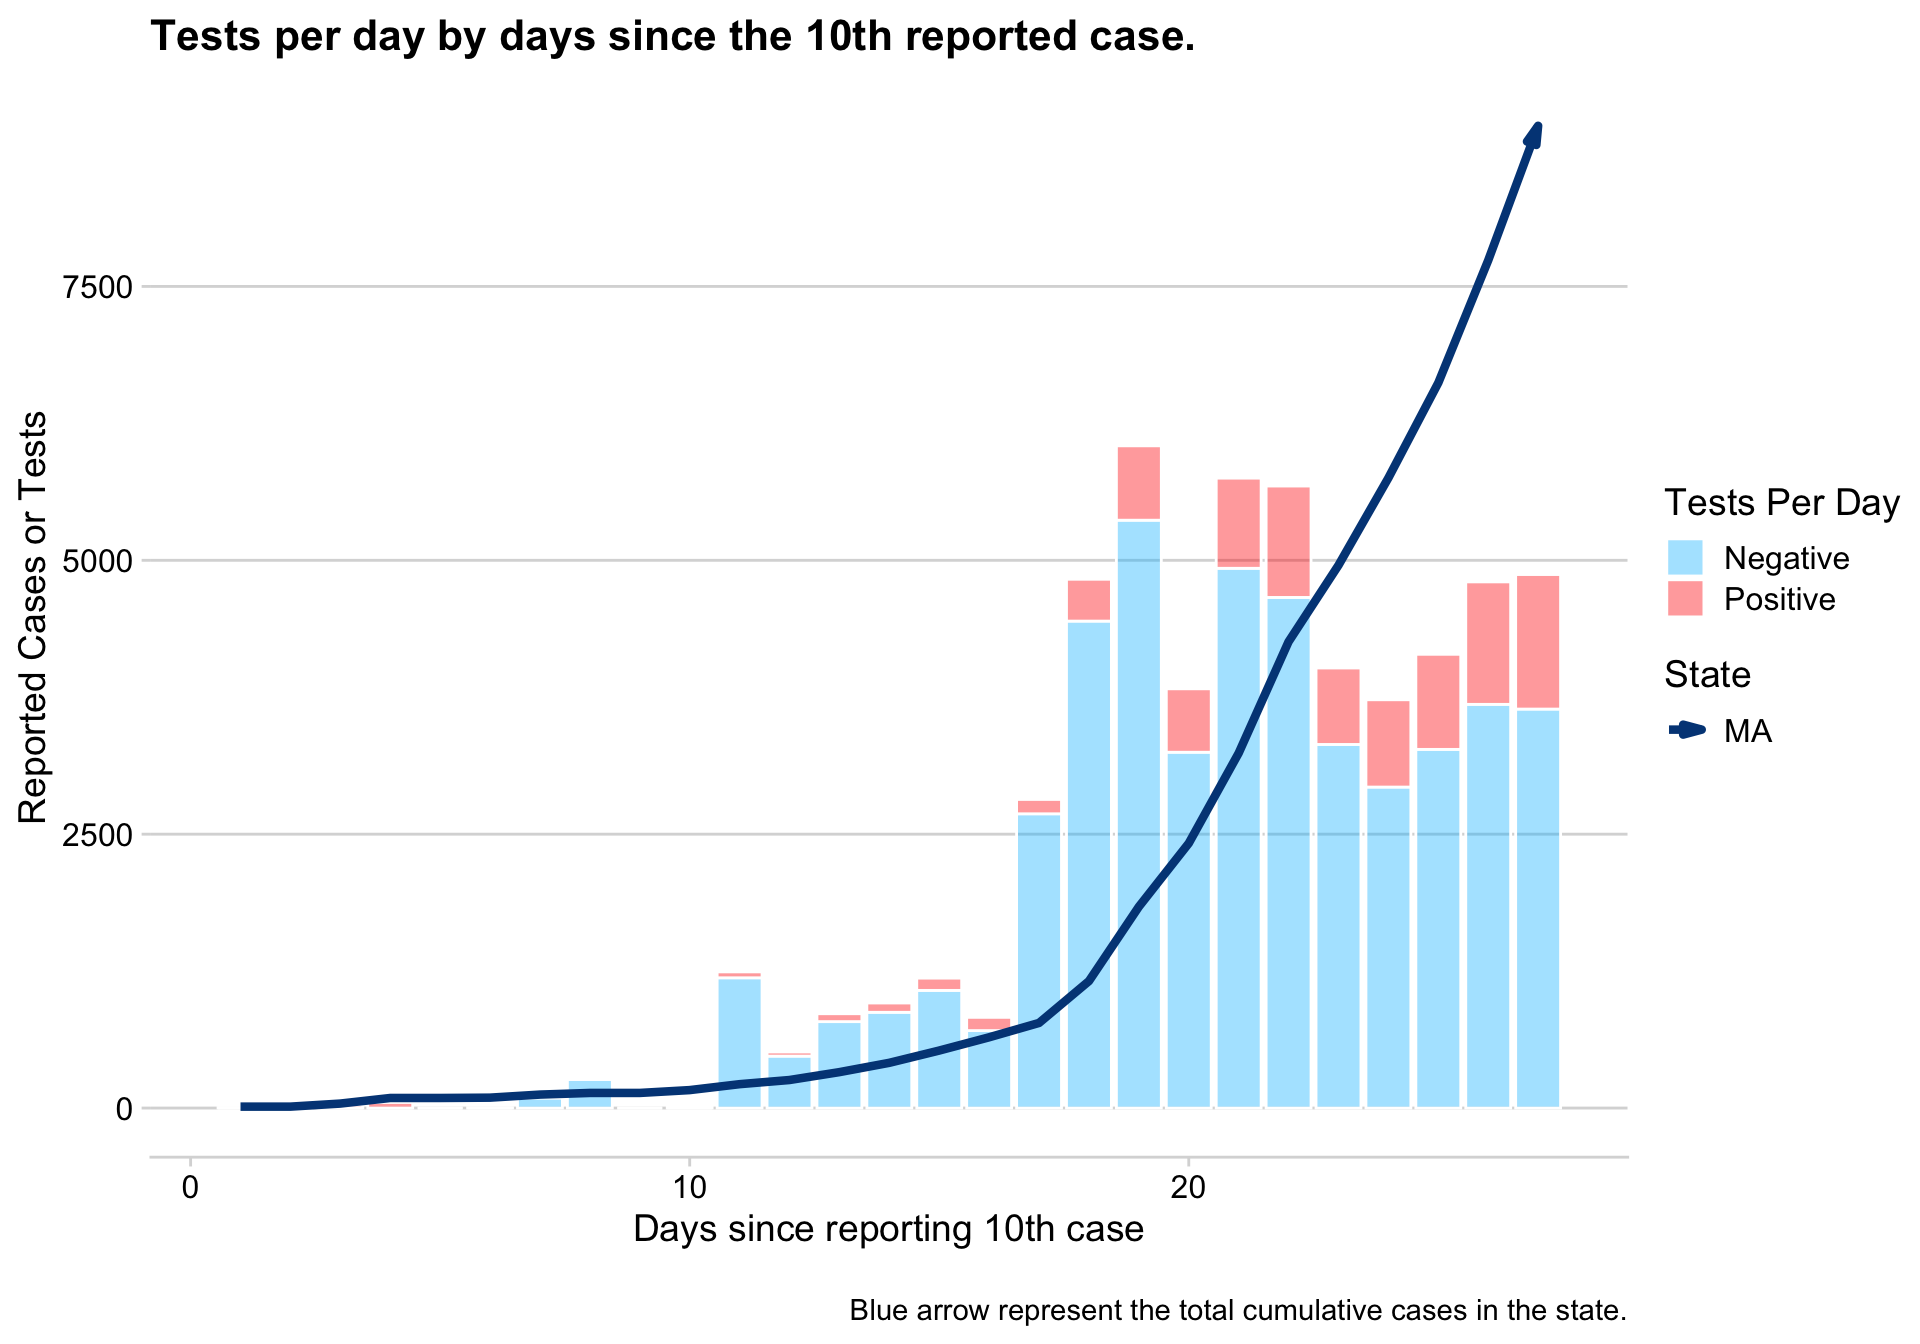 Tests per day by days since the 10th reported case.
Reported Cases or Tests
7500
5000
2500
0
0 10 20
Days since reporting 10th case
Tests Per Day
Negative
Positive
State
MA
Blue arrow represent the total cumulative cases in the state.